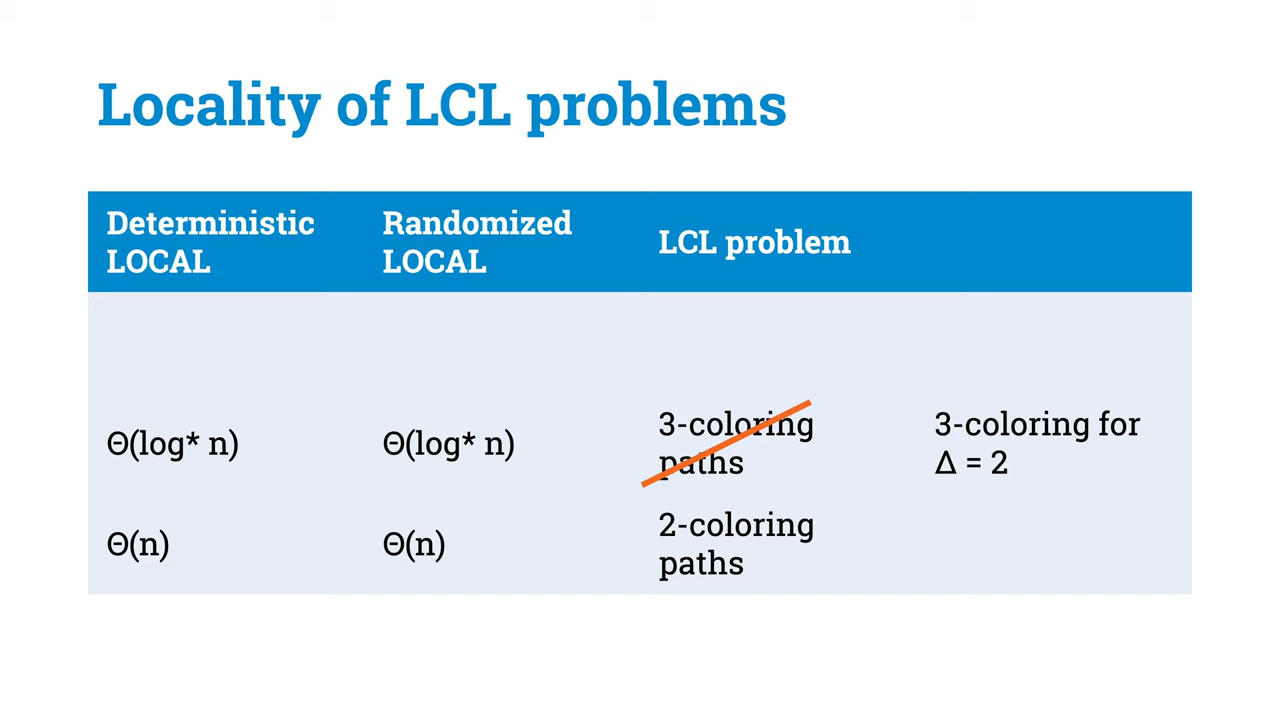 Locality of LCL problems
Deterministic
LOCAL
Randomized
LOCAL
LCL problem
Θ(log* n)
Θ(log* n)
3-coloring
paths
3-coloring for
Δ = 2
Θ(n)
Θ(n)
2-coloring
paths